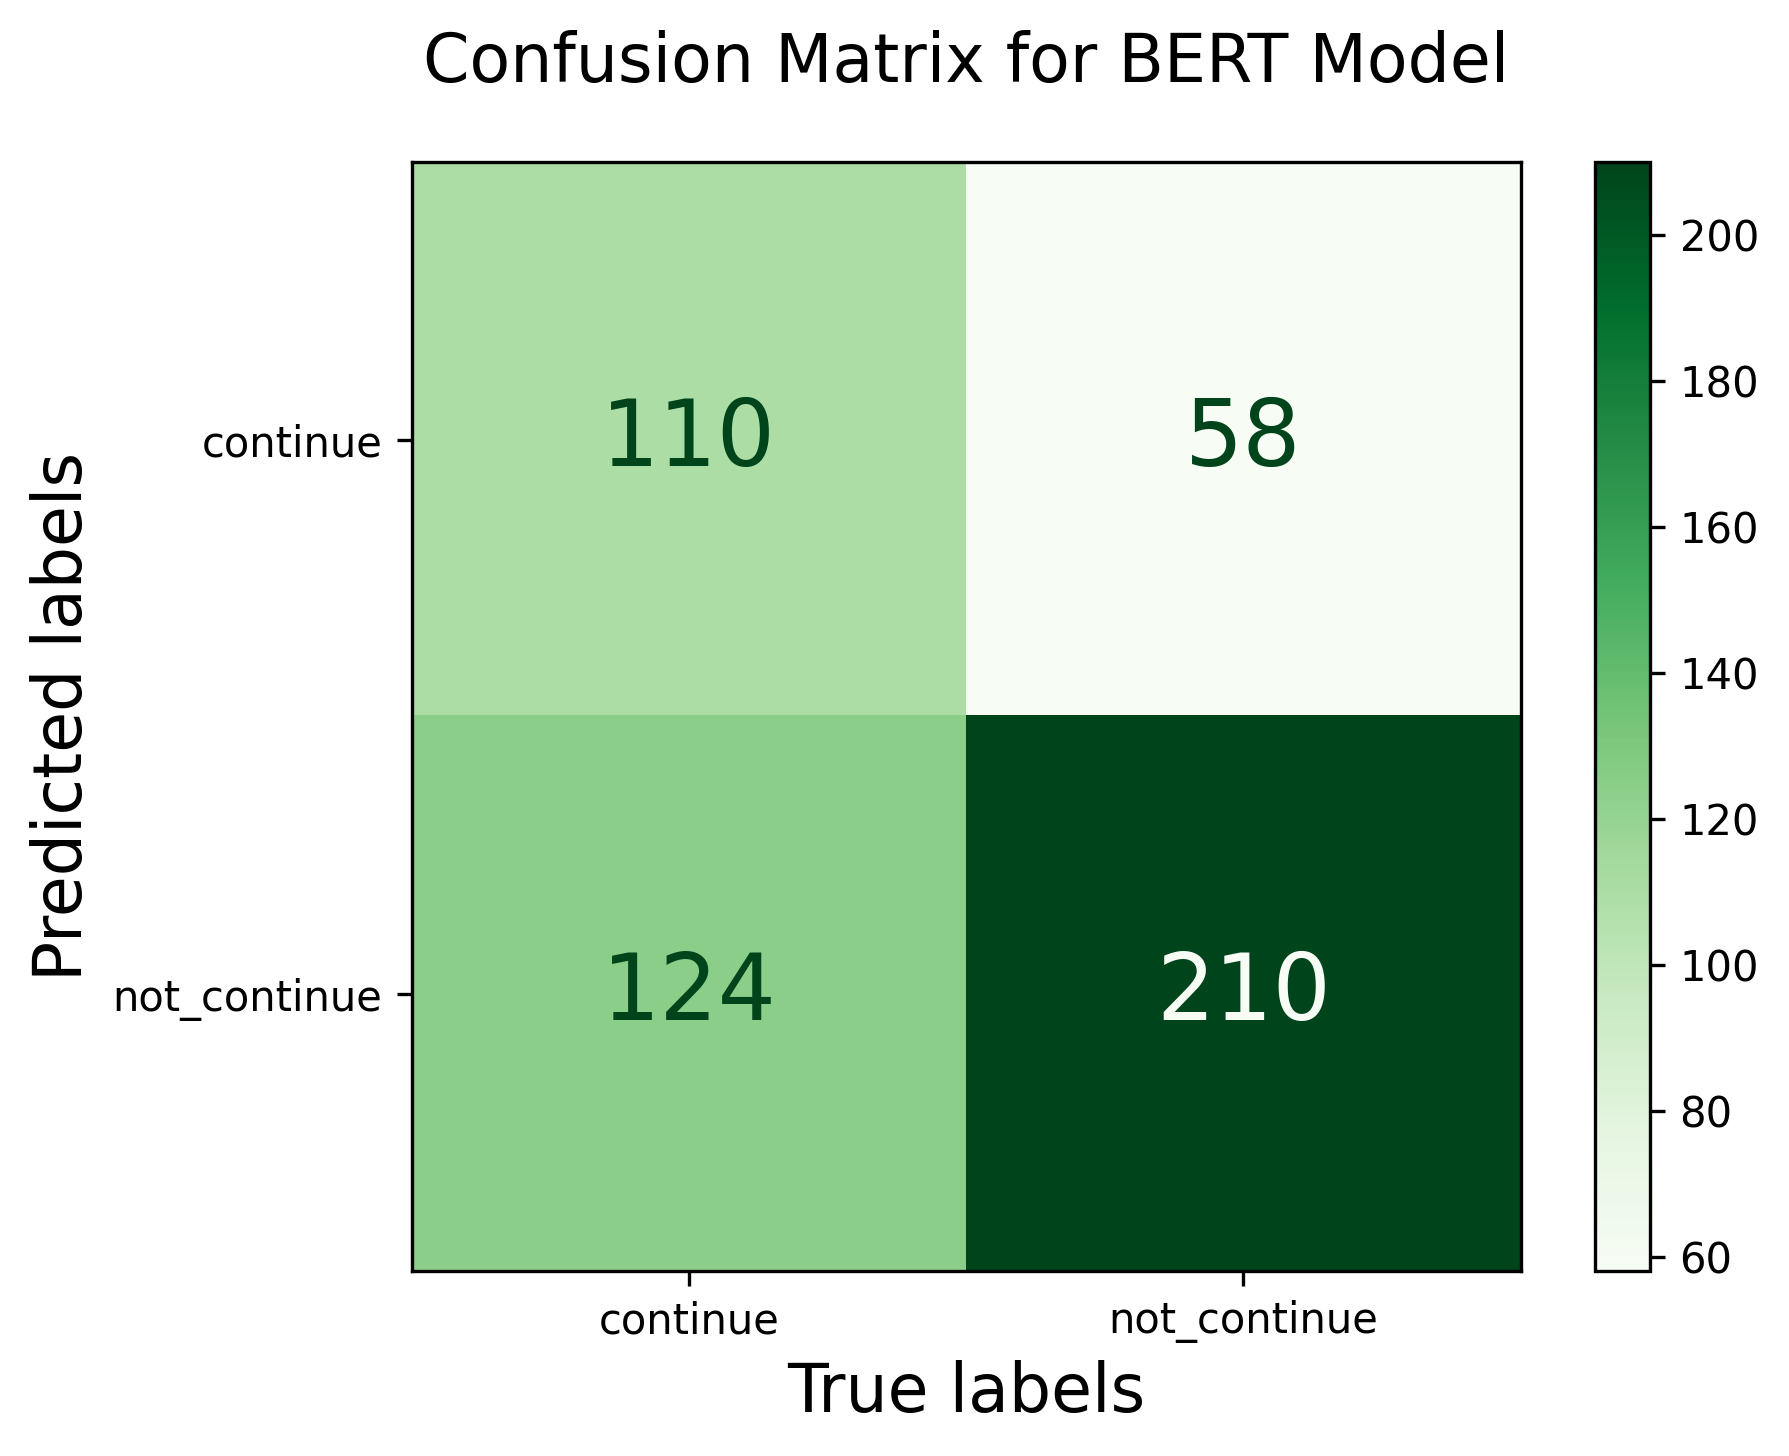 Confusion Matrix for BERT Model
Predicted labels
continue
not_continue
110
58
124
210
continue
not_continue
True labels
200
180
160
140
120
100
80
60